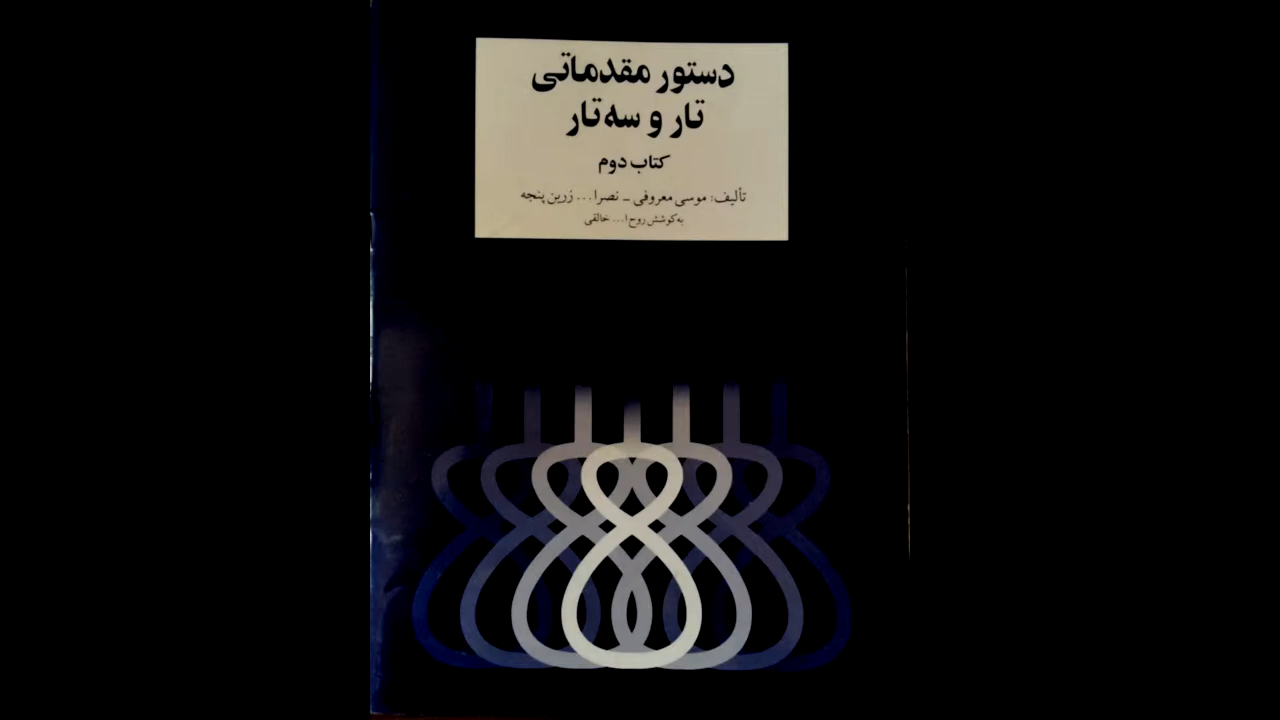 دستور مقدماتی
تار و سه‌تار
کتاب دوم
تألیف: موسی معروفی ـ نصرا... زرین پنجه
به‌کوشش روح ا... خالقی